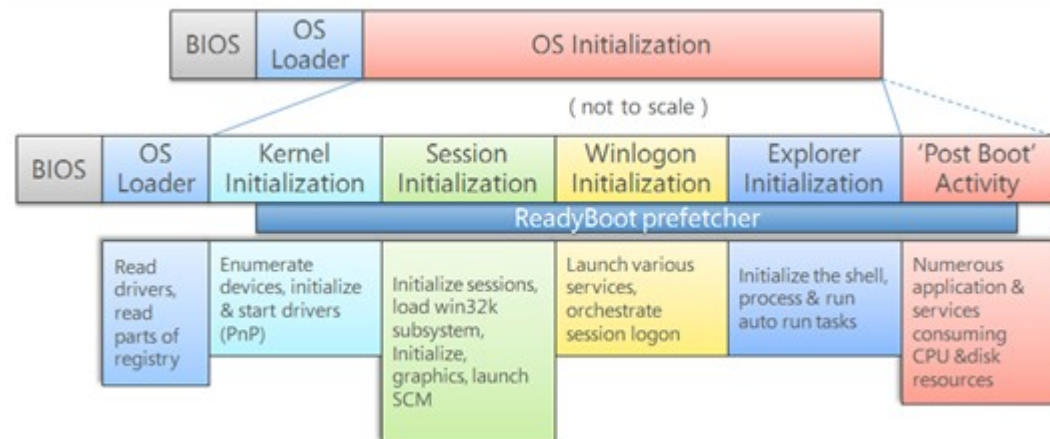 BIOS
OS
Loader
OS Initialization
( not to scale )
BIOS
OS
Loader
Kernel
Initialization
Session
Initialization
Winlogon
Initialization
Explorer
Initialization
'Post Boot'
Activity
ReadyBoot prefetcher
Read
drivers,
read
parts of
registry
Enumerate
devices, initialize
& start drivers
(PnP)
Initialize sessions,
load win32k
subsystem,
Initialize,
graphics, launch
SCM
Launch various
services,
orchestrate
session logon
Initialize the shell,
process & run
auto run tasks
Numerous
application &
services
consuming
CPU &disk
resources